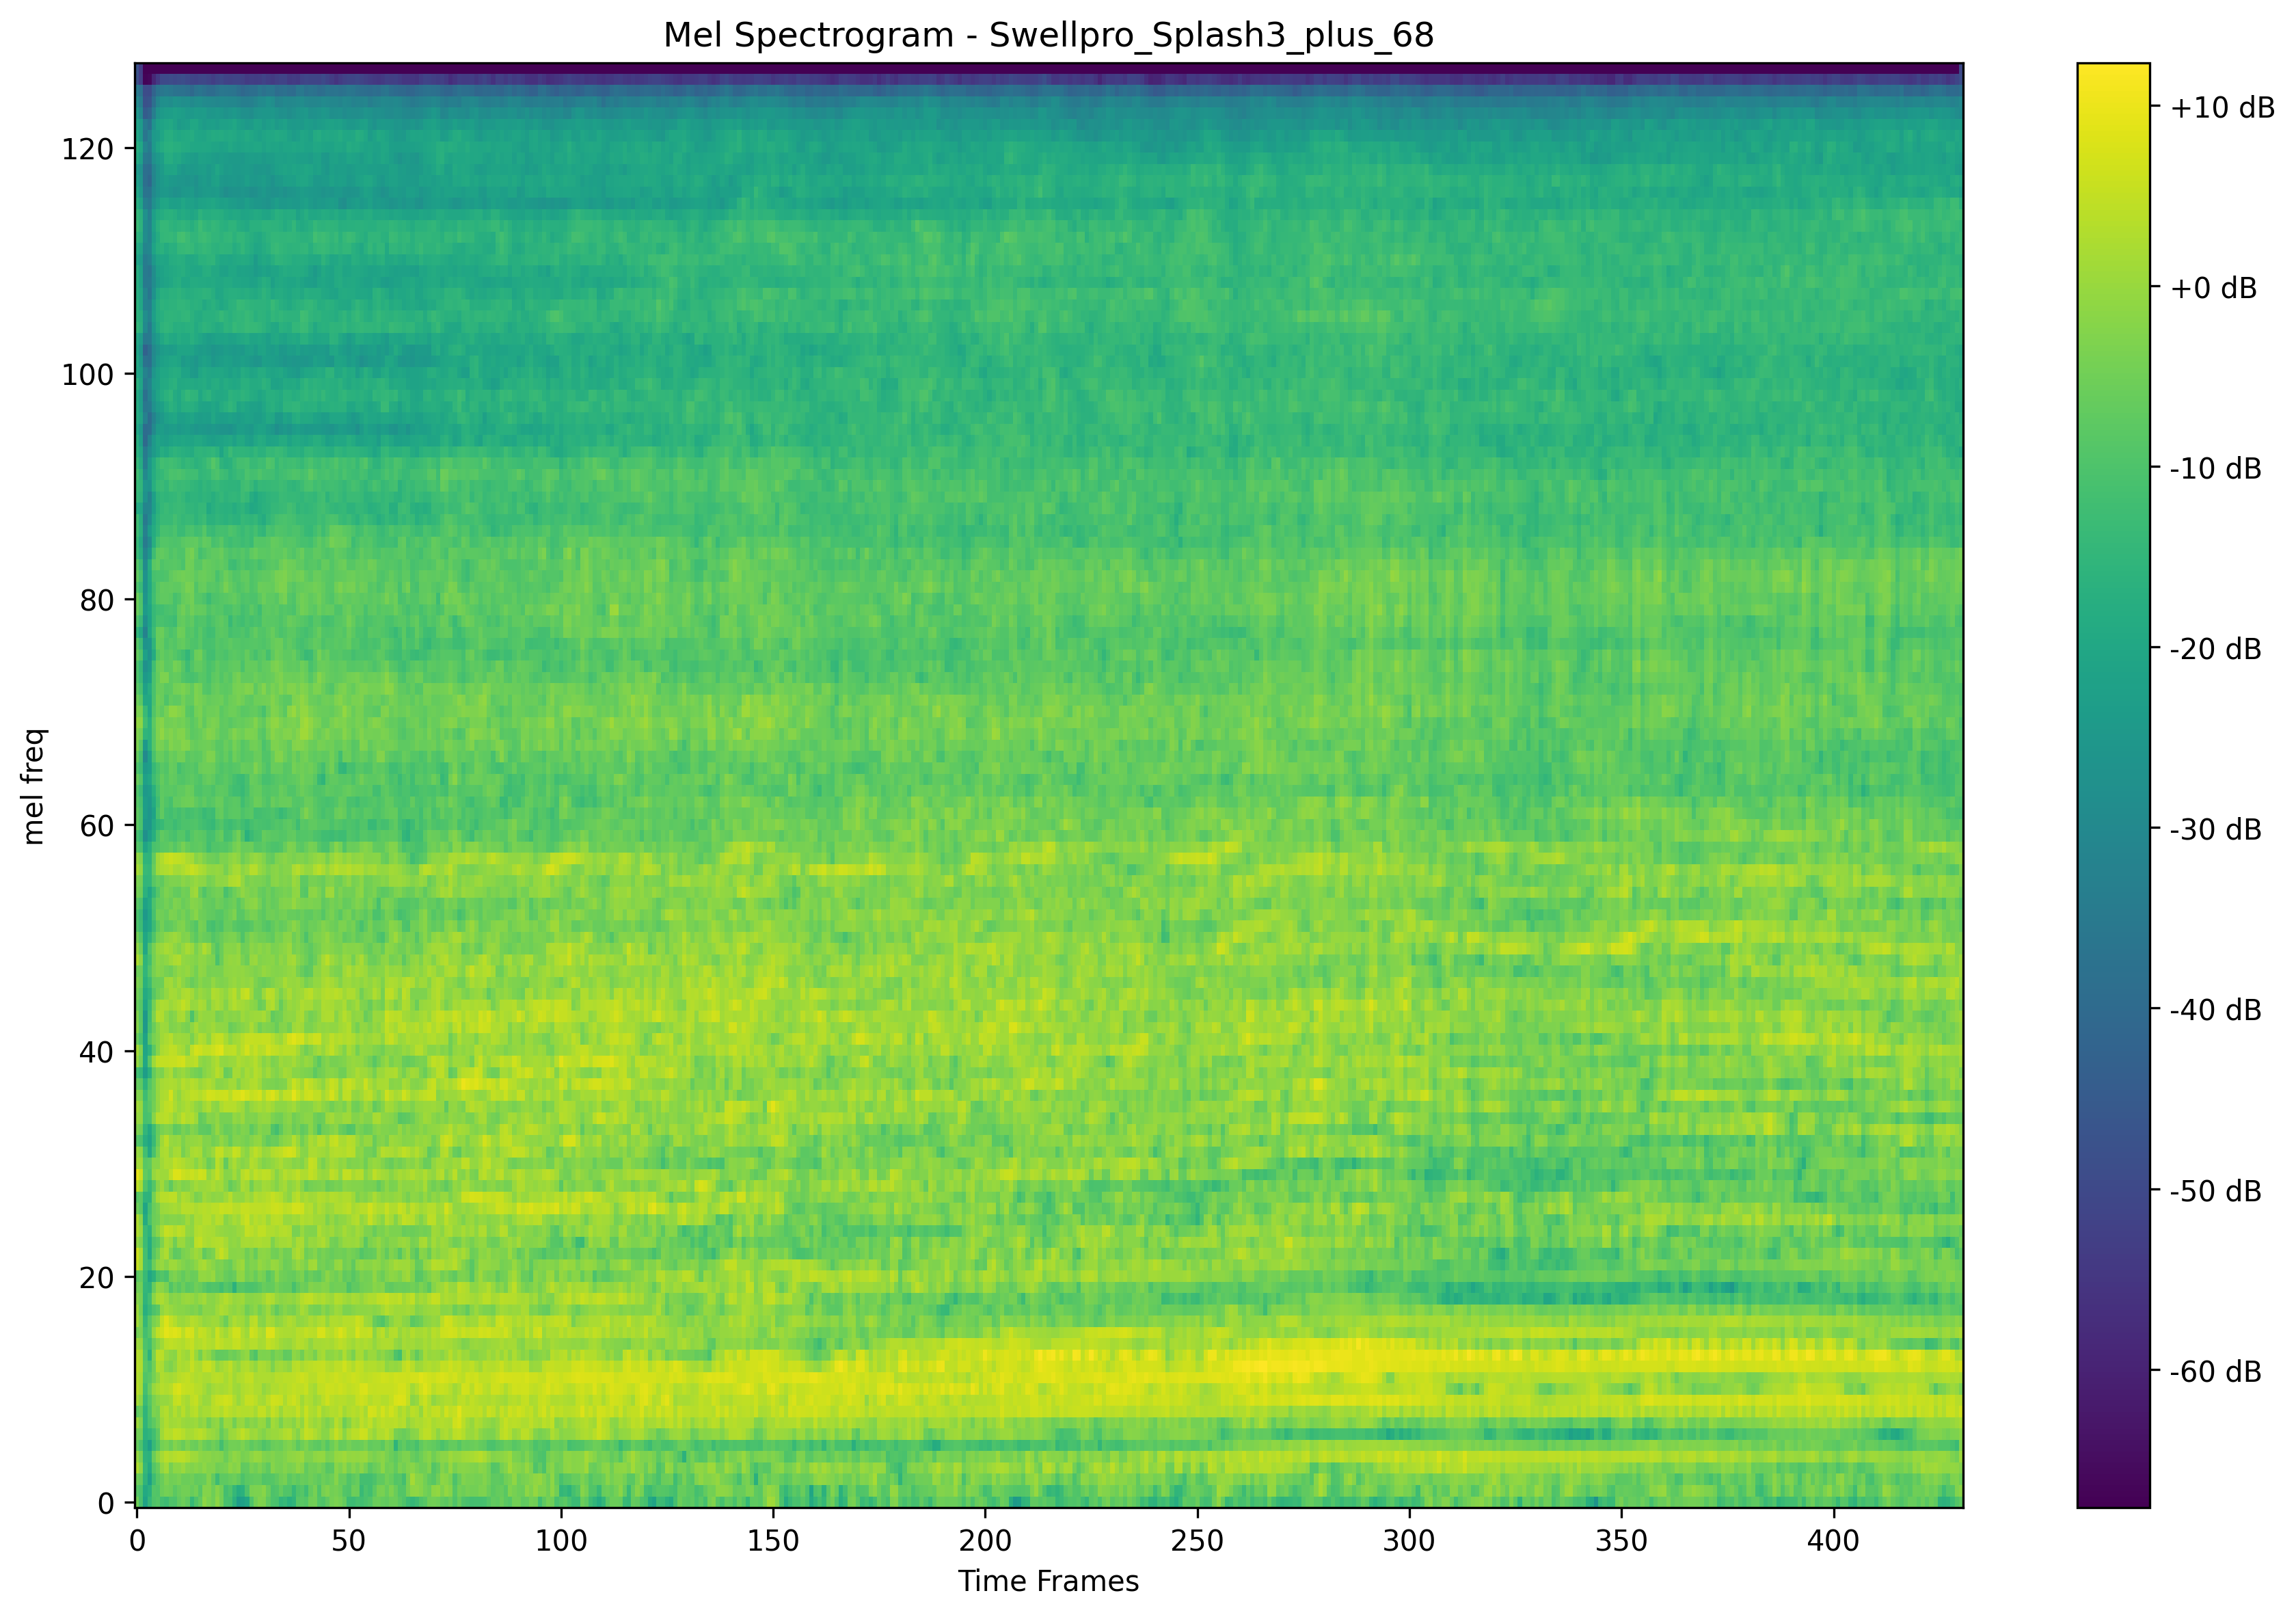 Mel Spectrogram - Swellpro_Splash3_plus_68
mel freq
120
100
80
60
40
20
0
0 50 100 150 200 250 300 350 400
Time Frames
+10 dB
+0 dB
-10 dB
-20 dB
-30 dB
-40 dB
-50 dB
-60 dB